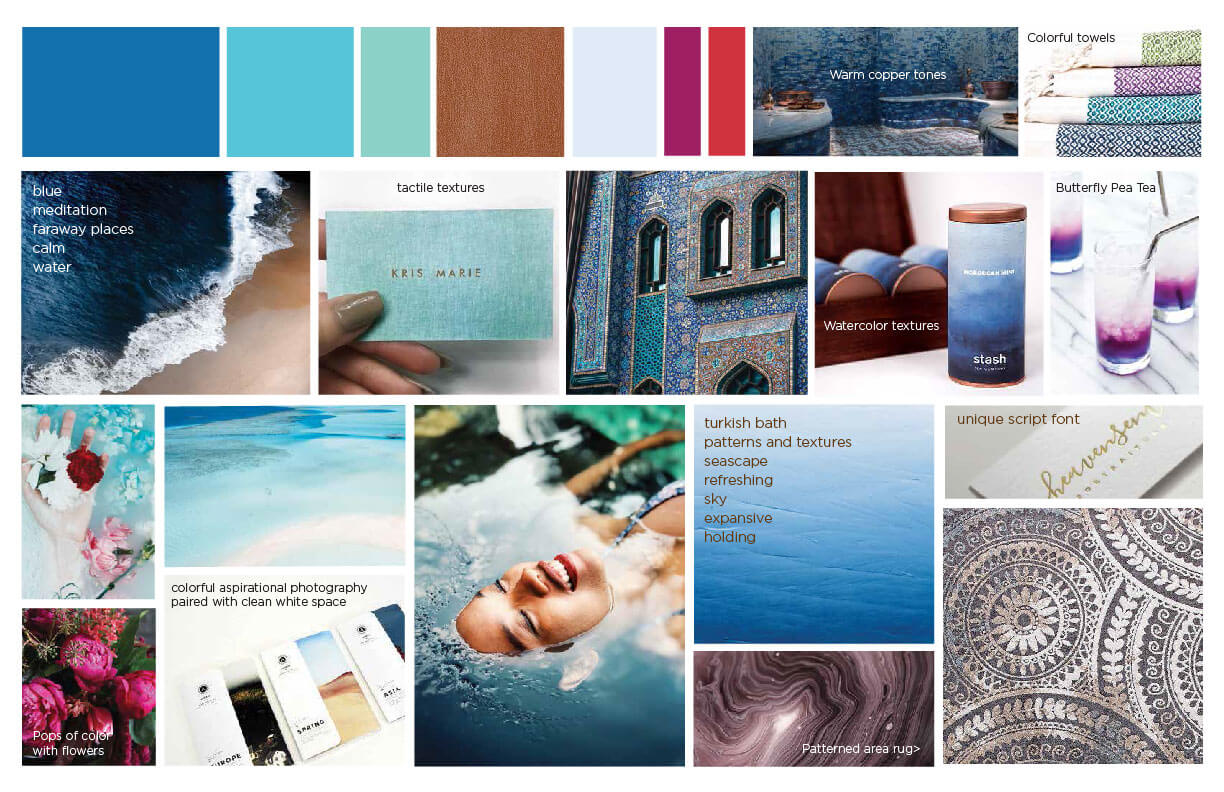 Warm copper tones
Colorful towels
blue
meditation
faraway places
calm
water
tactile textures
KRIS MARIE
Watercolor textures
MOROCCAN MINT
stash
TEA COMPANY
Butterfly Pea Tea
colorful aspirational photography
paired with clean white space
EUROPE
SPRING
ASIA
turkish bath
patterns and textures
seascape
refreshing
sky
expansive
holding
unique script font
heavensent
Pops of color
with flowers
Patterned area rug>